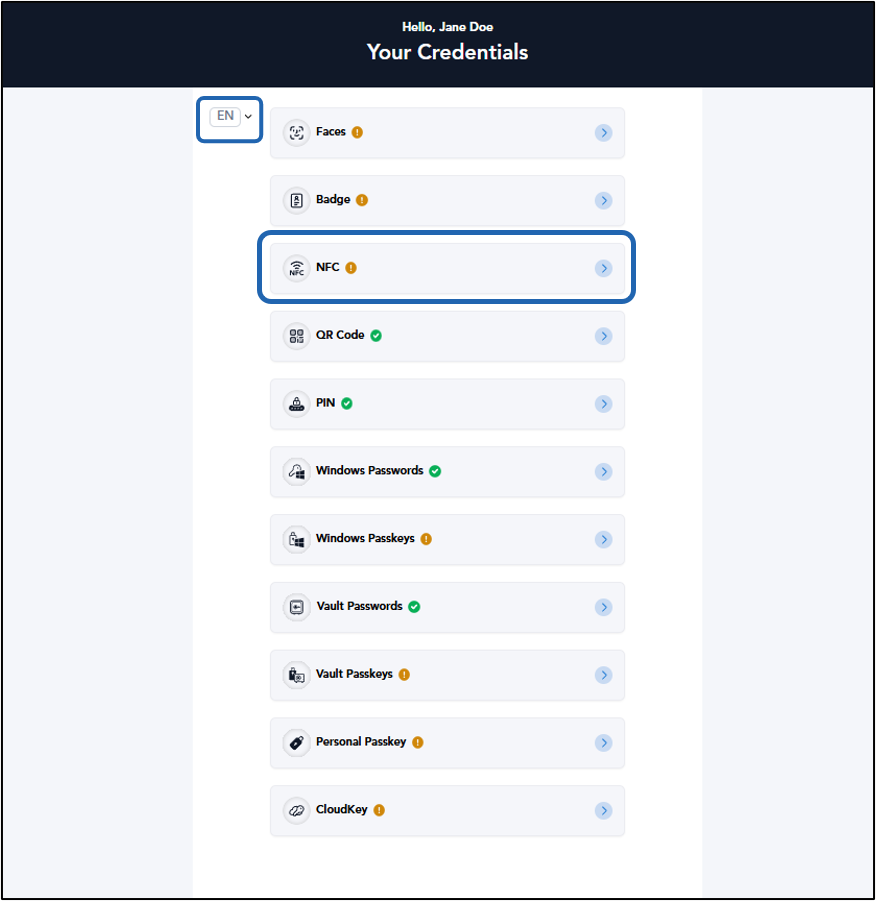 Hello, Jane Doe
Your Credentials
EN
Faces
Badge
NFC
NFC
QR Code
PIN
Windows Passwords
Windows Passkeys
Vault Passwords
Vault Passkeys
Personal Passkey
CloudKey